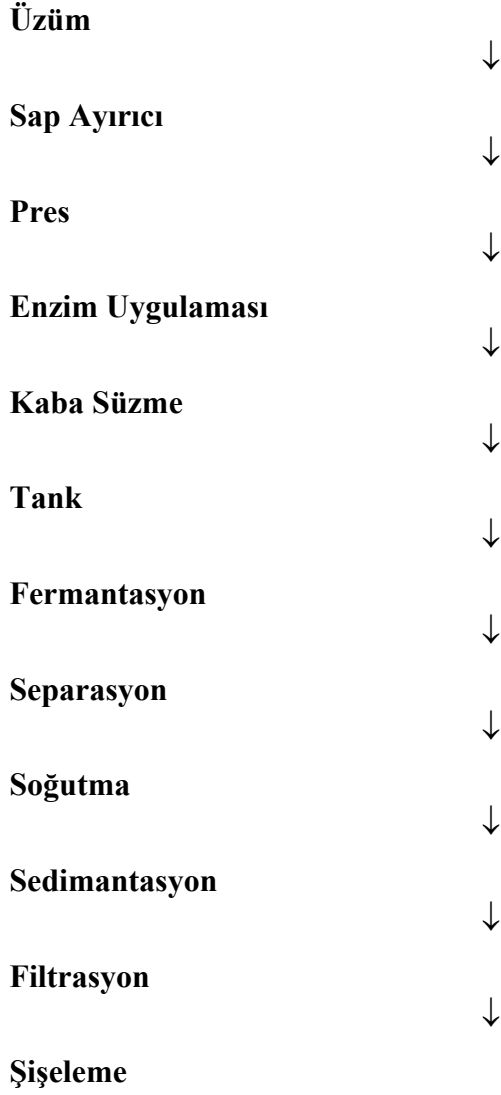 Üzüm
↓
Sap Ayırıcı
↓
Pres
↓
Enzim Uygulaması
↓
Kaba Süzme
↓
Tank
↓
Fermantasyon
↓
Separasyon
↓
Soğutma
↓
Sedimantasyon
↓
Filtrasyon
↓
Şişeleme